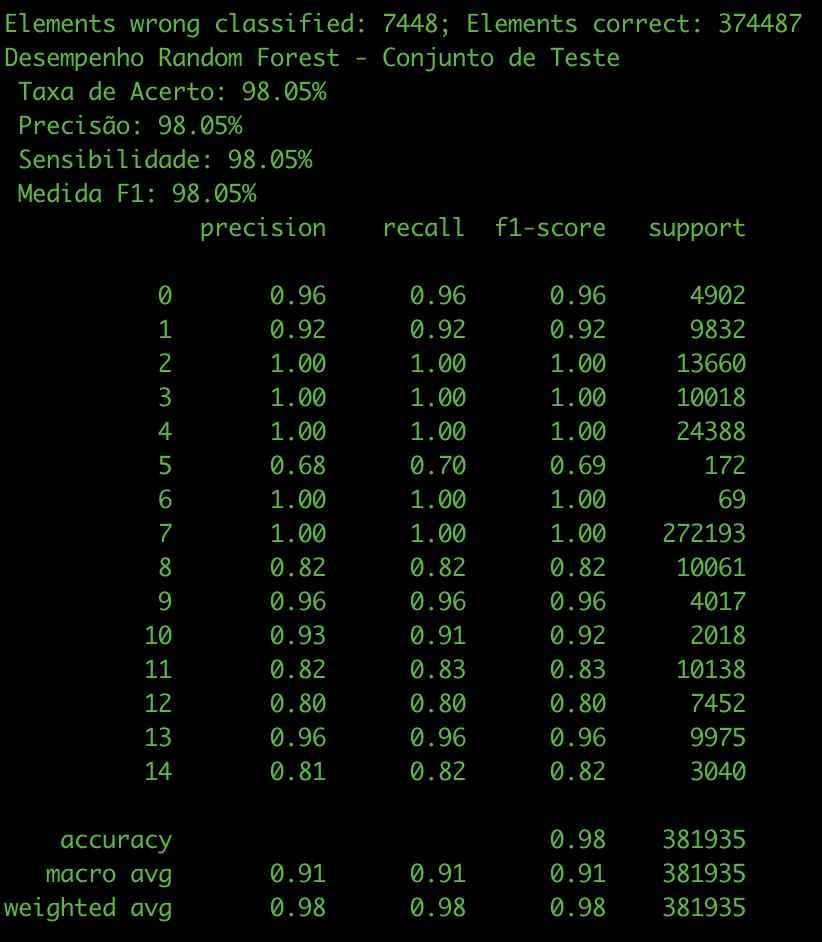 Elements wrong classified: 7448; Elements correct: 374487
Desempenho Random Forest - Conjunto de Teste
Taxa de Acerto: 98.05%
Precisão: 98.05%
Sensibilidade: 98.05%
Medida F1: 98.05%
precision recall f1-score support
0 0.96 0.96 0.96 4902
1 0.92 0.92 0.92 9832
2 1.00 1.00 1.00 13660
3 1.00 1.00 1.00 10018
4 1.00 1.00 1.00 24388
5 0.68 0.70 0.69 172
6 1.00 1.00 1.00 69
7 1.00 1.00 1.00 272193
8 0.82 0.82 0.82 10061
9 0.96 0.96 0.96 4017
10 0.93 0.91 0.92 2018
11 0.82 0.83 0.83 10138
12 0.80 0.80 0.80 7452
13 0.96 0.96 0.96 9975
14 0.81 0.82 0.82 3040
accuracy 0.98 381935
macro avg 0.91 0.91 0.91 381935
weighted avg 0.98 0.98 0.98 381935